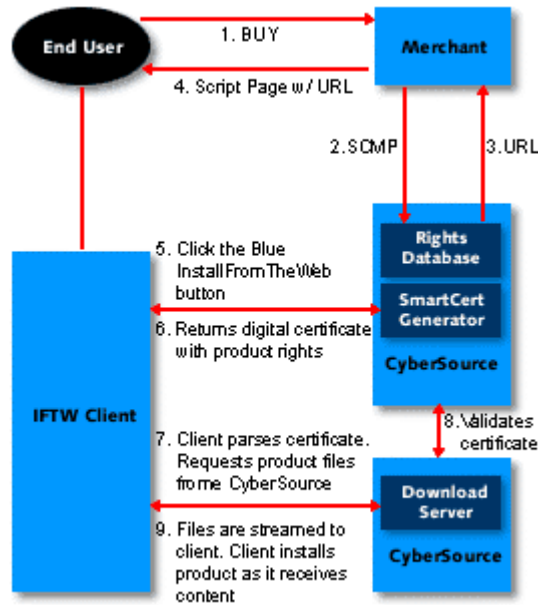 End User
1. BUY
Merchant
4. Script Page w/ URL
2.SCMP
3.URL
Rights
Database
5. Click the Blue
InstallFromTheWeb
button
SmartCert
Generator
6. Returns digital certificate
with product rights
CyberSource
IFTW Client
8.Validates
certificate
7. Client parses certificate.
Requests product files
frome CyberSource
Download
Server
9. Files are streamed to
client. Client installs
product as it receives
content
CyberSource